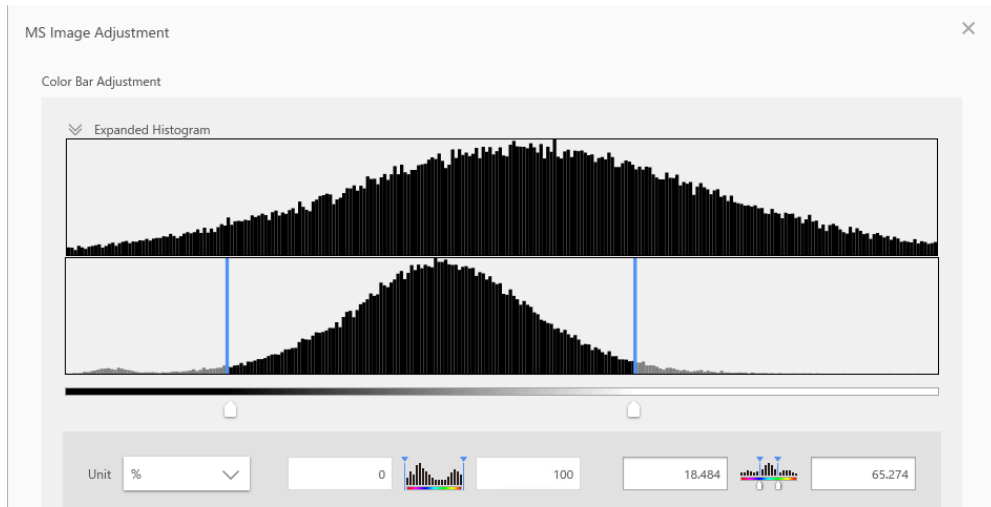 MS Image Adjustment
Color Bar Adjustment
Expanded Histogram
Unit % 0 100 18.484 65.274